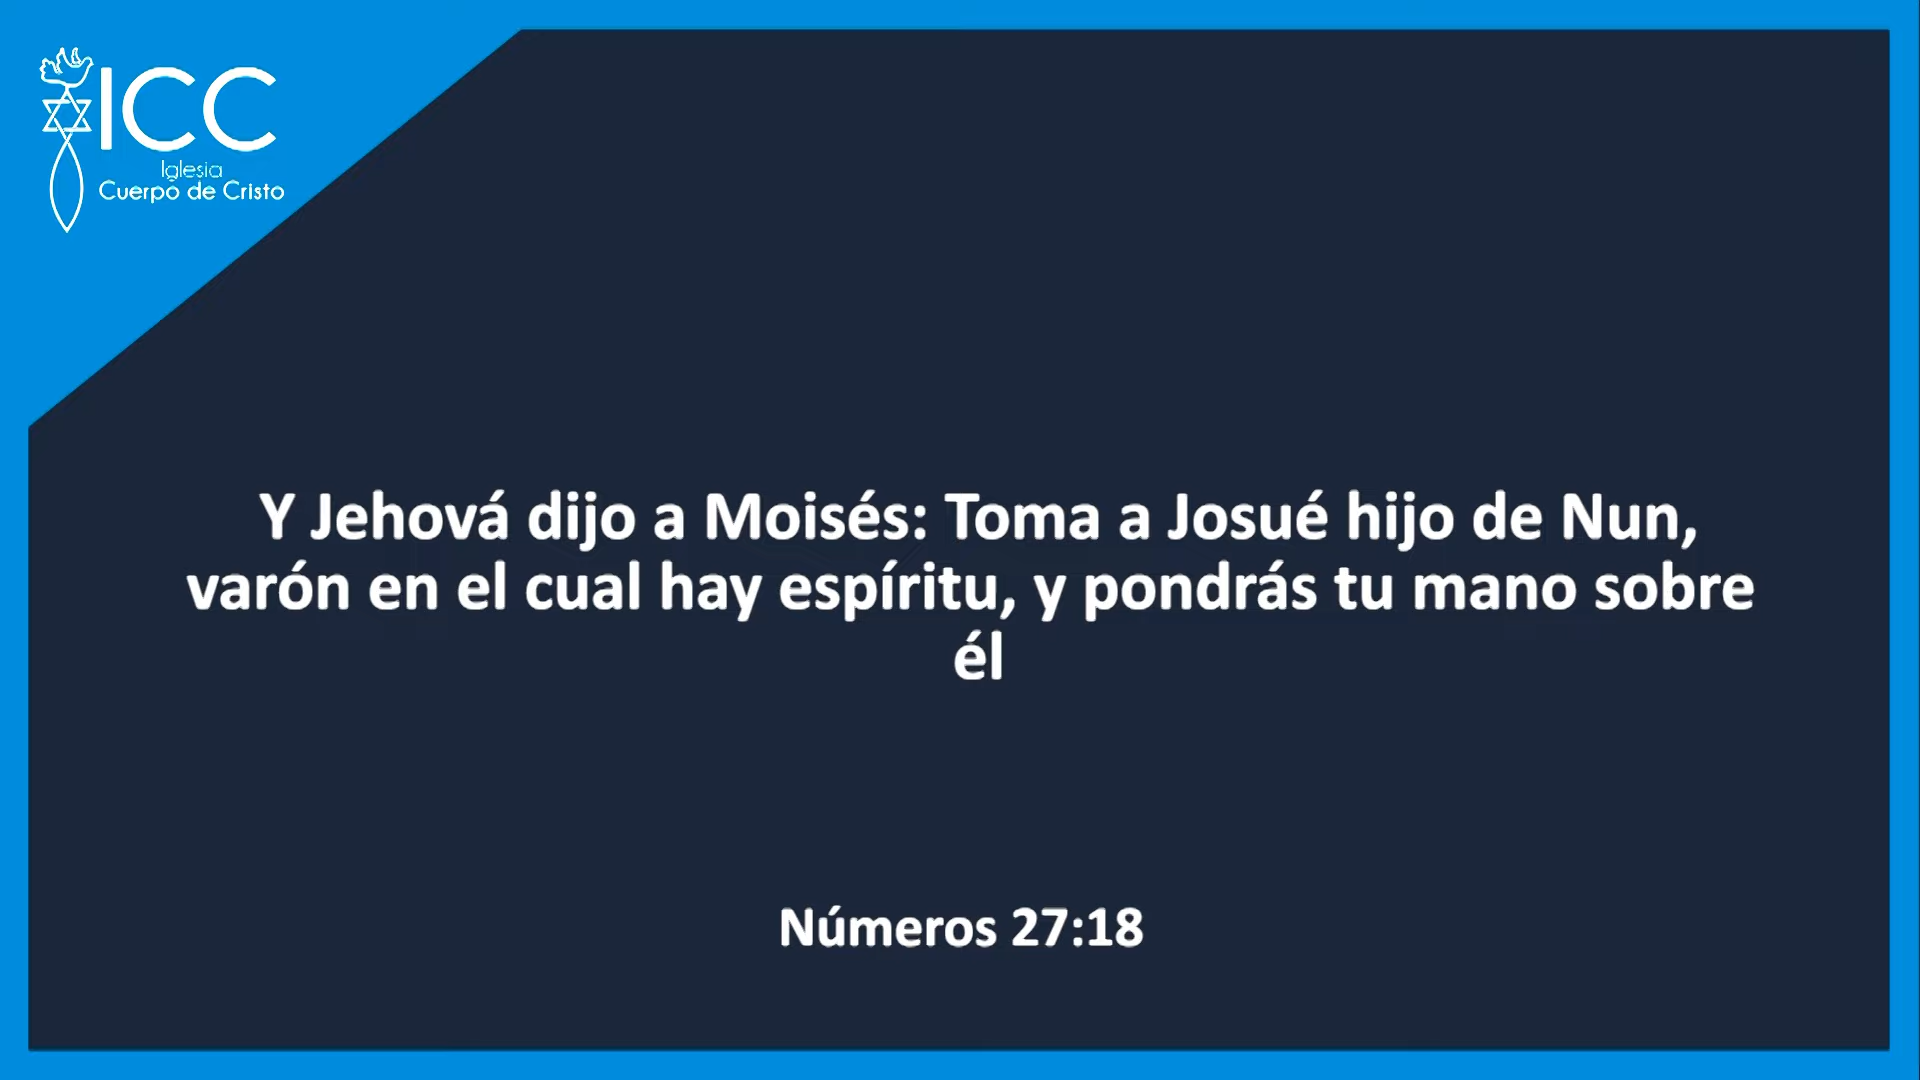 ICC
Iglesia
Cuerpo de Cristo
Y Jehová dijo a Moisés: Toma a Josué hijo de Nun,
varón en el cual hay espíritu, y pondrás tu mano sobre
él
Números 27:18